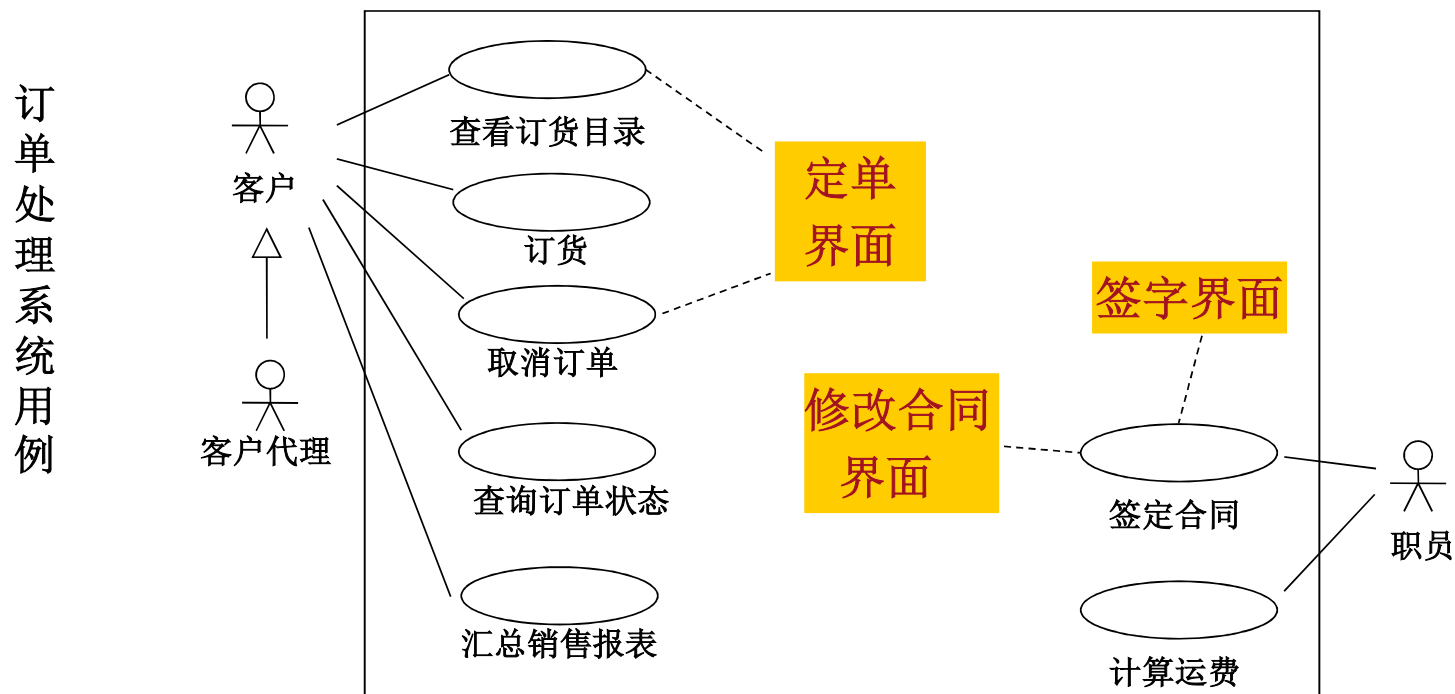 订单处理系统用例
客户
客户代理
查看订货目录
订货
取消订单
查询订单状态
汇总销售报表
定单
界面
签字界面
修改合同
界面
签定合同
计算运费
职员